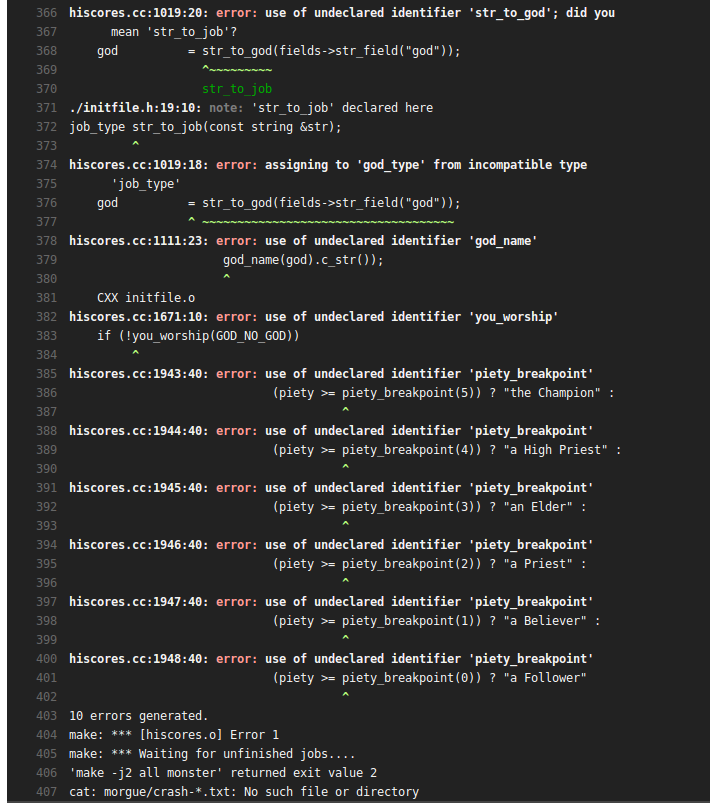 366 hiscores.cc:1019:20: error: use of undeclared identifier 'str_to_god'; did you
367 mean 'str_to_job'?
368 god = str_to_god(fields->str_field("god"));
369 ^~~~~~~~~~
370 str_to_job
371 ./initfile.h:19:10: note: 'str_to_job' declared here
372 job_type str_to_job(const string &str);
373 ^
374 hiscores.cc:1019:18: error: assigning to 'god_type' from incompatible type
375 'job_type'
376 god = str_to_god(fields->str_field("god"));
377 ^ ~~~~~~~~~~~~~~~~~~~~~~~~~~~~~~~~~~~~
378 hiscores.cc:1111:23: error: use of undeclared identifier 'god_name'
379 god_name(god).c_str());
380 ^
381 CXX initfile.o
382 hiscores.cc:1671:10: error: use of undeclared identifier 'you_worship'
383 if (!you_worship(GOD_NO_GOD))
384 ^
385 hiscores.cc:1943:40: error: use of undeclared identifier 'piety_breakpoint'
386 (piety >= piety_breakpoint(5)) ? "the Champion" :
387 ^
388 hiscores.cc:1944:40: error: use of undeclared identifier 'piety_breakpoint'
389 (piety >= piety_breakpoint(4)) ? "a High Priest" :
390 ^
391 hiscores.cc:1945:40: error: use of undeclared identifier 'piety_breakpoint'
392 (piety >= piety_breakpoint(3)) ? "an Elder" :
393 ^
394 hiscores.cc:1946:40: error: use of undeclared identifier 'piety_breakpoint'
395 (piety >= piety_breakpoint(2)) ? "a Priest" :
396 ^
397 hiscores.cc:1947:40: error: use of undeclared identifier 'piety_breakpoint'
398 (piety >= piety_breakpoint(1)) ? "a Believer" :
399 ^
400 hiscores.cc:1948:40: error: use of undeclared identifier 'piety_breakpoint'
401 (piety >= piety_breakpoint(0)) ? "a Follower"
402 ^
403 10 errors generated.
404 make: *** [hiscores.o] Error 1
405 make: *** Waiting for unfinished jobs....
406 'make -j2 all monster' returned exit value 2
407 cat: morgue/crash-*.txt: No such file or directory